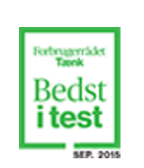 Forbrugerrådet
Tænk
Bedst
i test
SEP. 2015